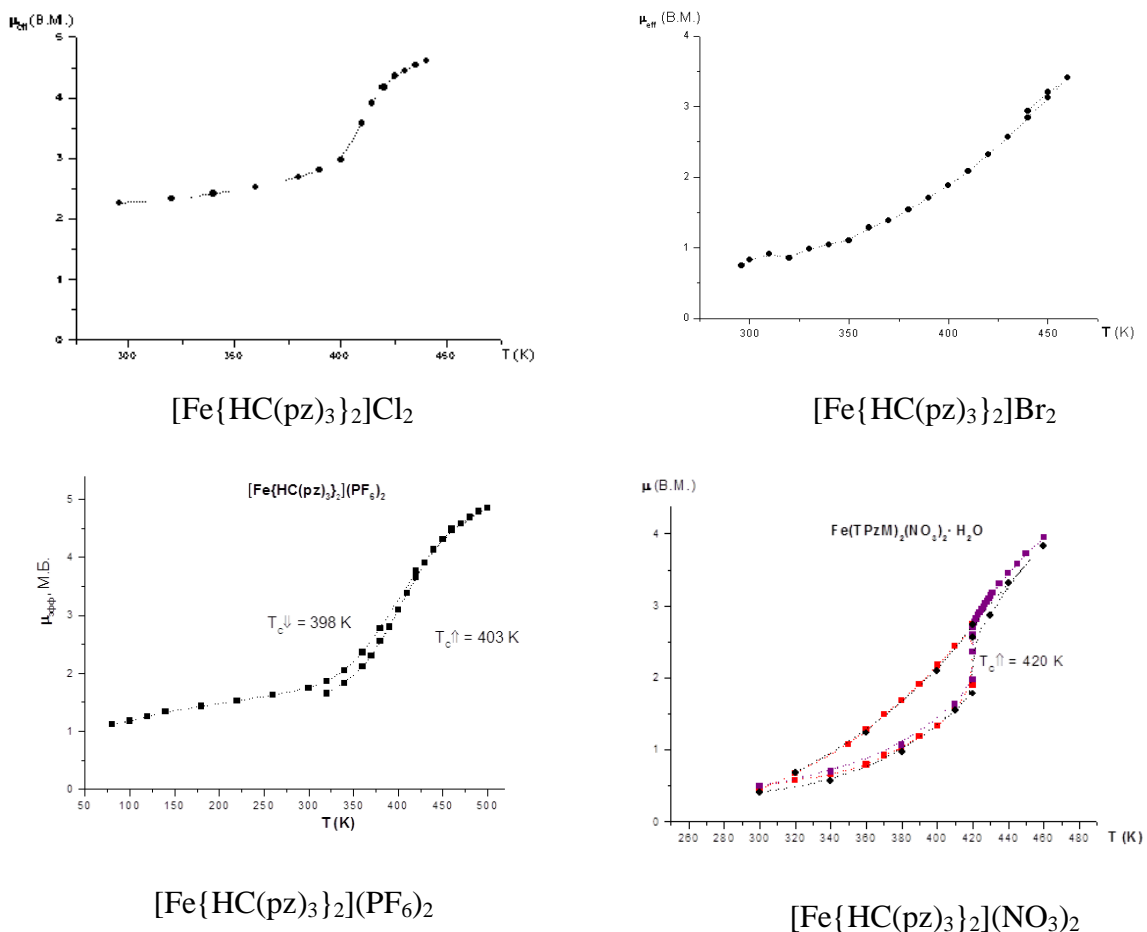 μeff (B.M.)
5
4
3
2
1
0
300
350
400
450
T (K)
[Fe{HC(pz)3}2]Cl2
μeff (B.M.)
4
3
2
1
0
300
350
400
450
T (K)
[Fe{HC(pz)3}2]Br2
[Fe{HC(pz)3}2](PF6)2
μэфф, М.Б.
5
4
3
2
1
0
Tc⇓ = 398 K
Tc⇑ = 403 K
50 100 150 200 250 300 350 400 450 500
T (K)
[Fe{HC(pz)3}2](PF6)2
μ (B.M.)
Fe(TPzM)2(NO3)2· H2O
4
3
2
1
0
Tc⇑ = 420 K
260 280 300 320 340 360 380 400 420 440 460 480
T (K)
[Fe{HC(pz)3}2](NO3)2